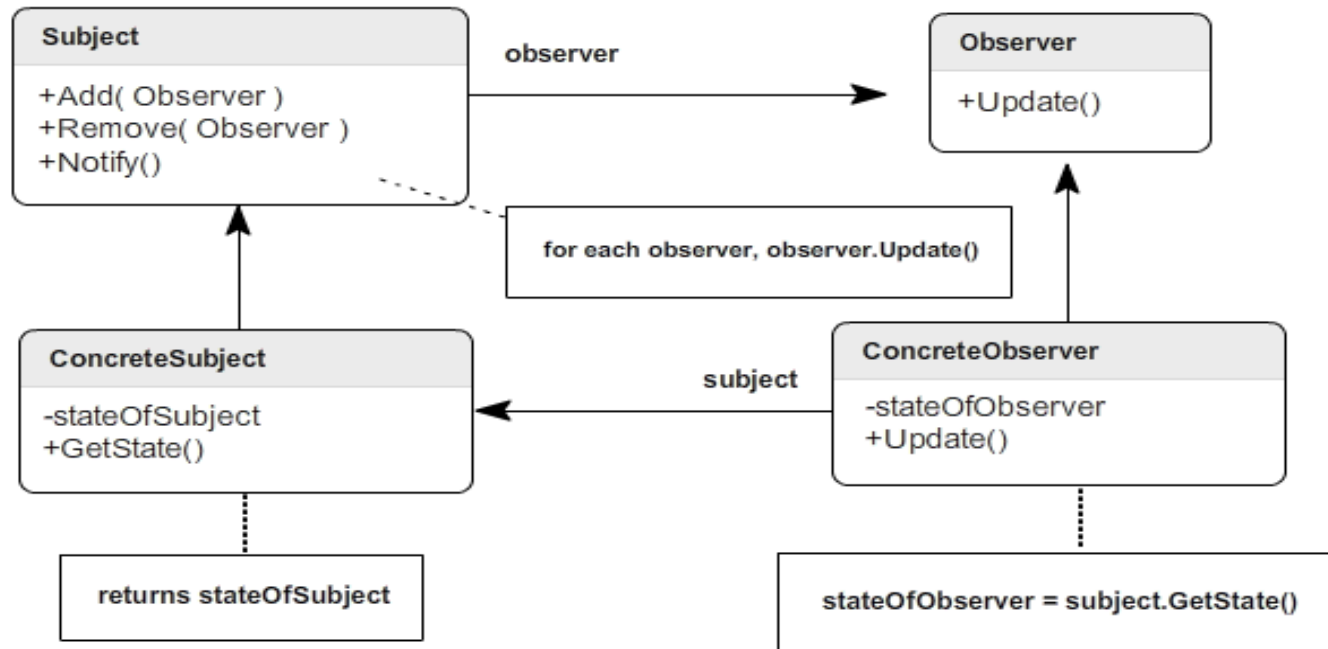 Subject
+Add( Observer )
+Remove( Observer )
+Notify()
observer
Observer
+Update()
for each observer, observer.Update()
ConcreteSubject
-stateOfSubject
+GetState()
subject
ConcreteObserver
-stateOfObserver
+Update()
returns stateOfSubject
stateOfObserver = subject.GetState()